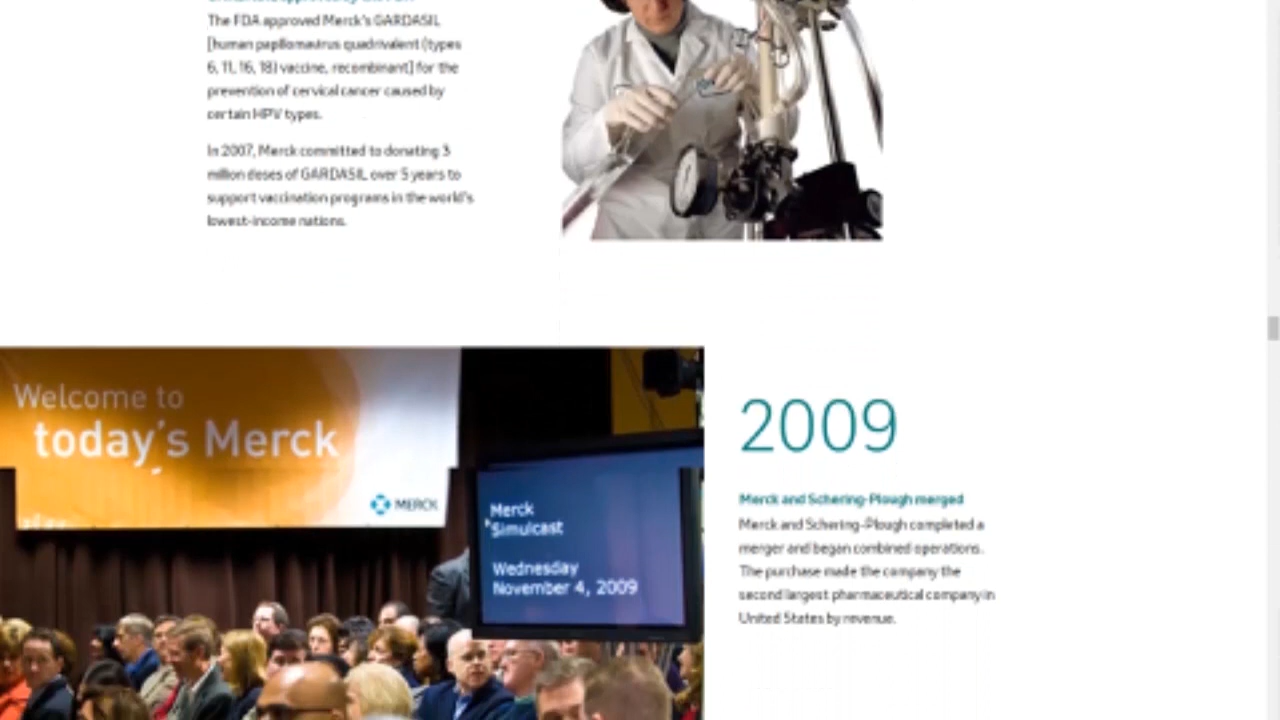 The FDA approved Merck's GARDASIL
[human papillomavirus quadrivalent (types
6, 11, 16, 18) vaccine, recombinant] for the
prevention of cervical cancer caused by
certain HPV types.
In 2007, Merck committed to donating 3
million doses of GARDASIL over 5 years to
support vaccination programs in the world's
lowest-income nations.
Welcome to
today's Merck
MERCK
Merck
Simulcast
Wednesday
November 4, 2009
2009
Merck and Schering-Plough merged
Merck and Schering-Plough completed a
merger and began combined operations.
The purchase made the company the
second largest pharmaceutical company in
United States by revenue.